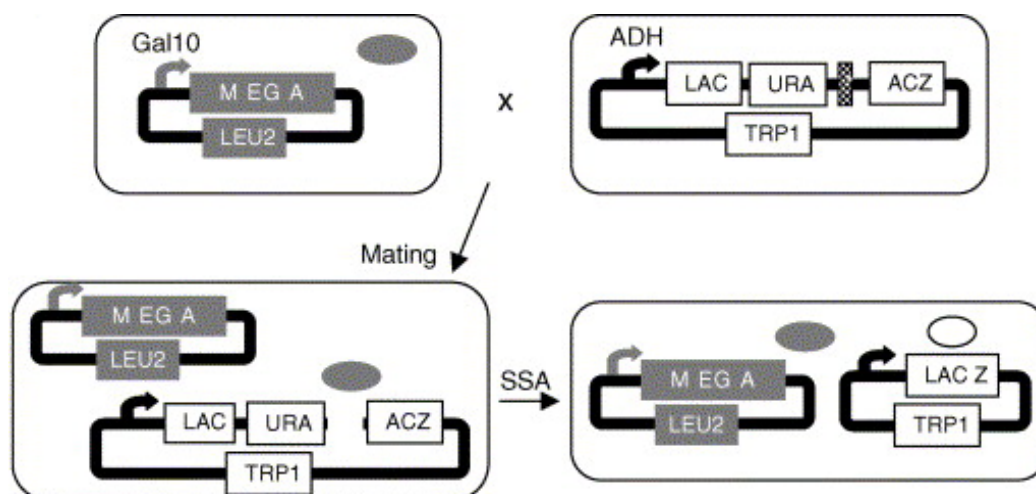 Gal10
M EG A
LEU2
x
ADH
LAC URA ACZ
TRP1
Mating
M EG A
LEU2
LAC URA ACZ
TRP1
SSA
M EG A
LEU2
LAC Z
TRP1